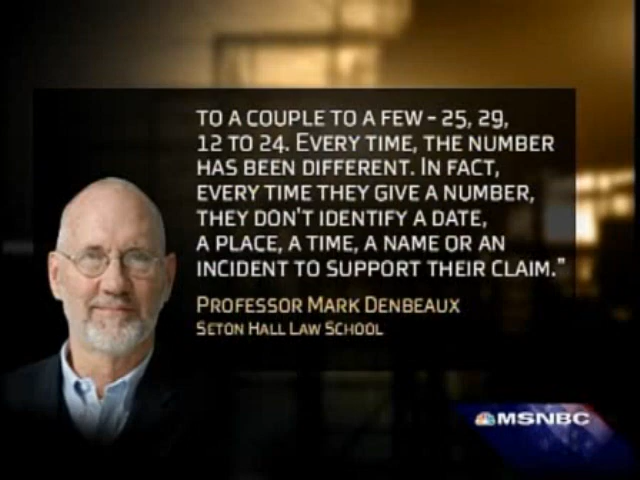 TO A COUPLE TO A FEW - 25, 29,
12 TO 24. EVERY TIME, THE NUMBER
HAS BEEN DIFFERENT. IN FACT,
EVERY TIME THEY GIVE A NUMBER,
THEY DON'T IDENTIFY A DATE,
A PLACE, A TIME, A NAME OR AN
INCIDENT TO SUPPORT THEIR CLAIM."
PROFESSOR MARK DENBEAUX
SETON HALL LAW SCHOOL
MSNBC